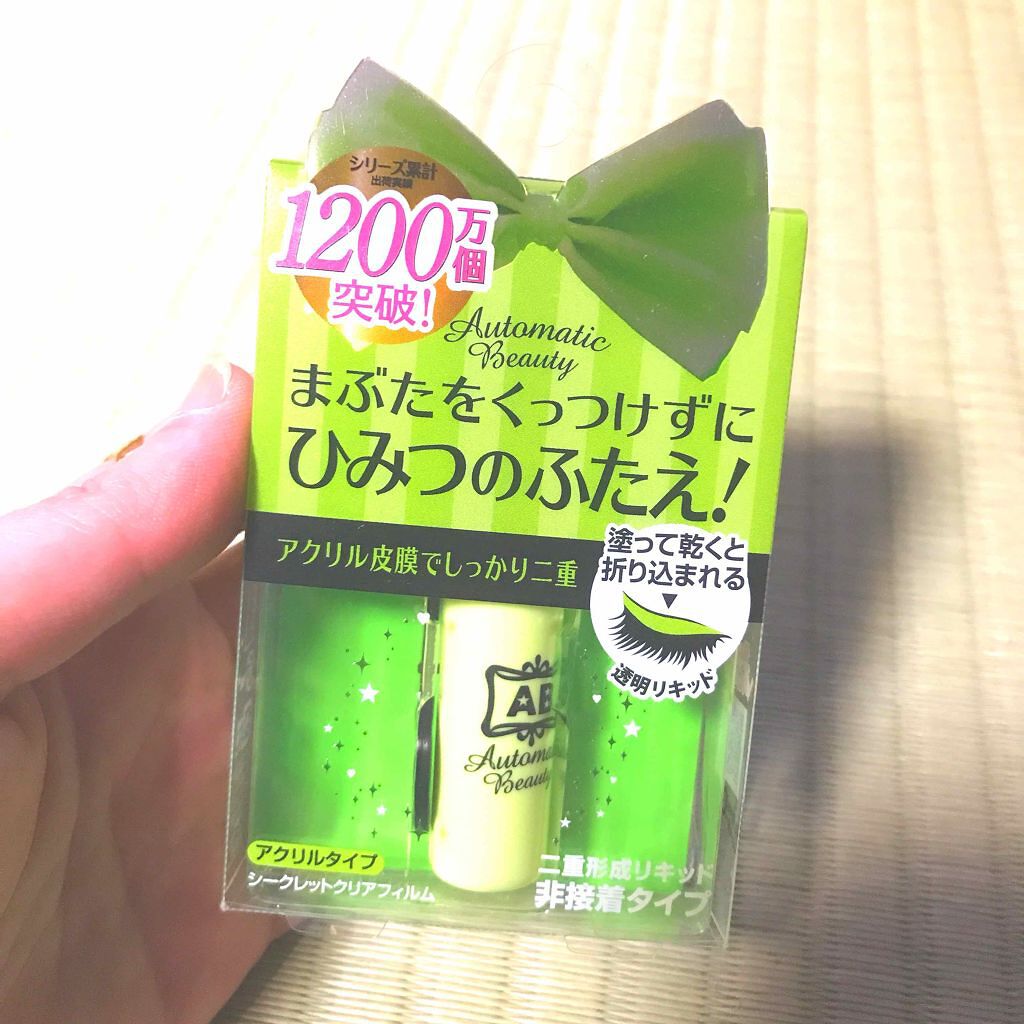 シリーズ累計
出荷実績
1200万個
突破!
Automatic
Beauty
まぶたをくっつけずに
ひみつのふたえ!
アクリル皮膜でしっかり二重
塗って乾くと
折り込まれる
透明リキッド
AB
Automa
Beauty
アクリルタイプ
シークレットクリアフィルム
二重形成リキッド
非接着タイプ